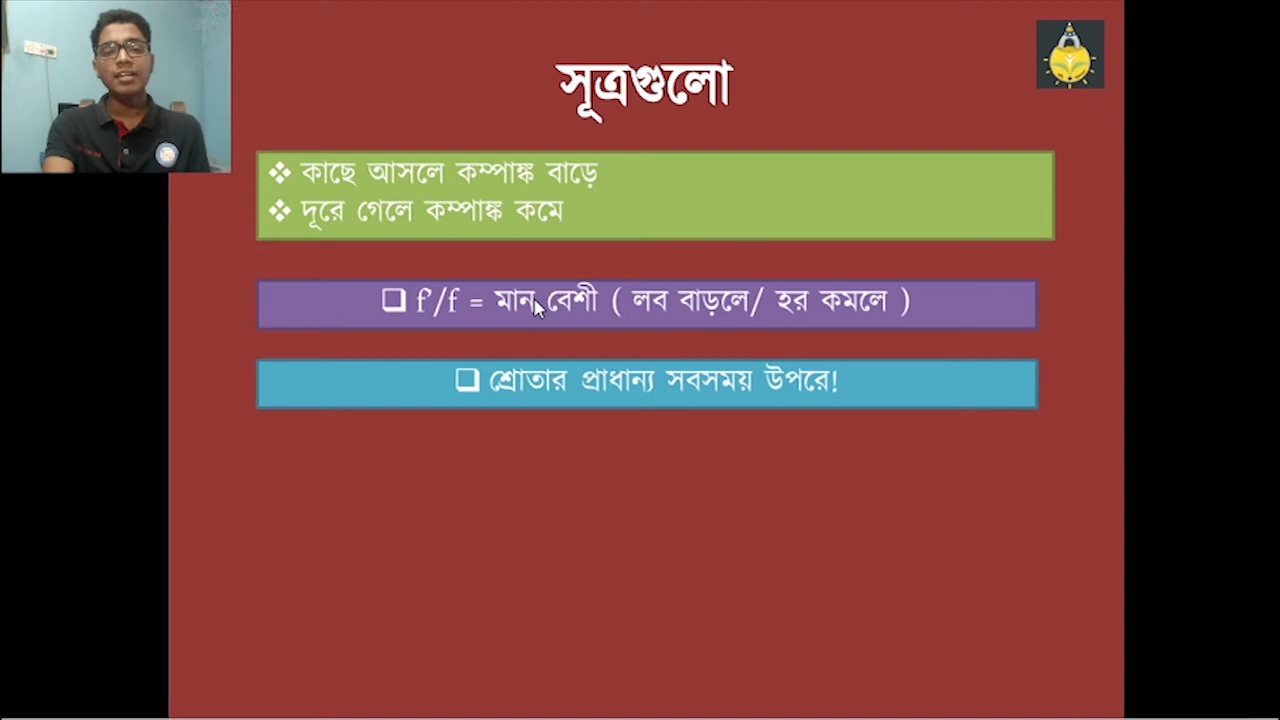 সূত্রগুলো
❖ কাছে আসলে কম্পাঙ্ক বাড়ে
❖ দূরে গেলে কম্পাঙ্ক কমে
❑ f'/f = মান বেশী ( লব বাড়লে/ হর কমলে )
❑ শ্রোতার প্রাধান্য সবসময় উপরে!